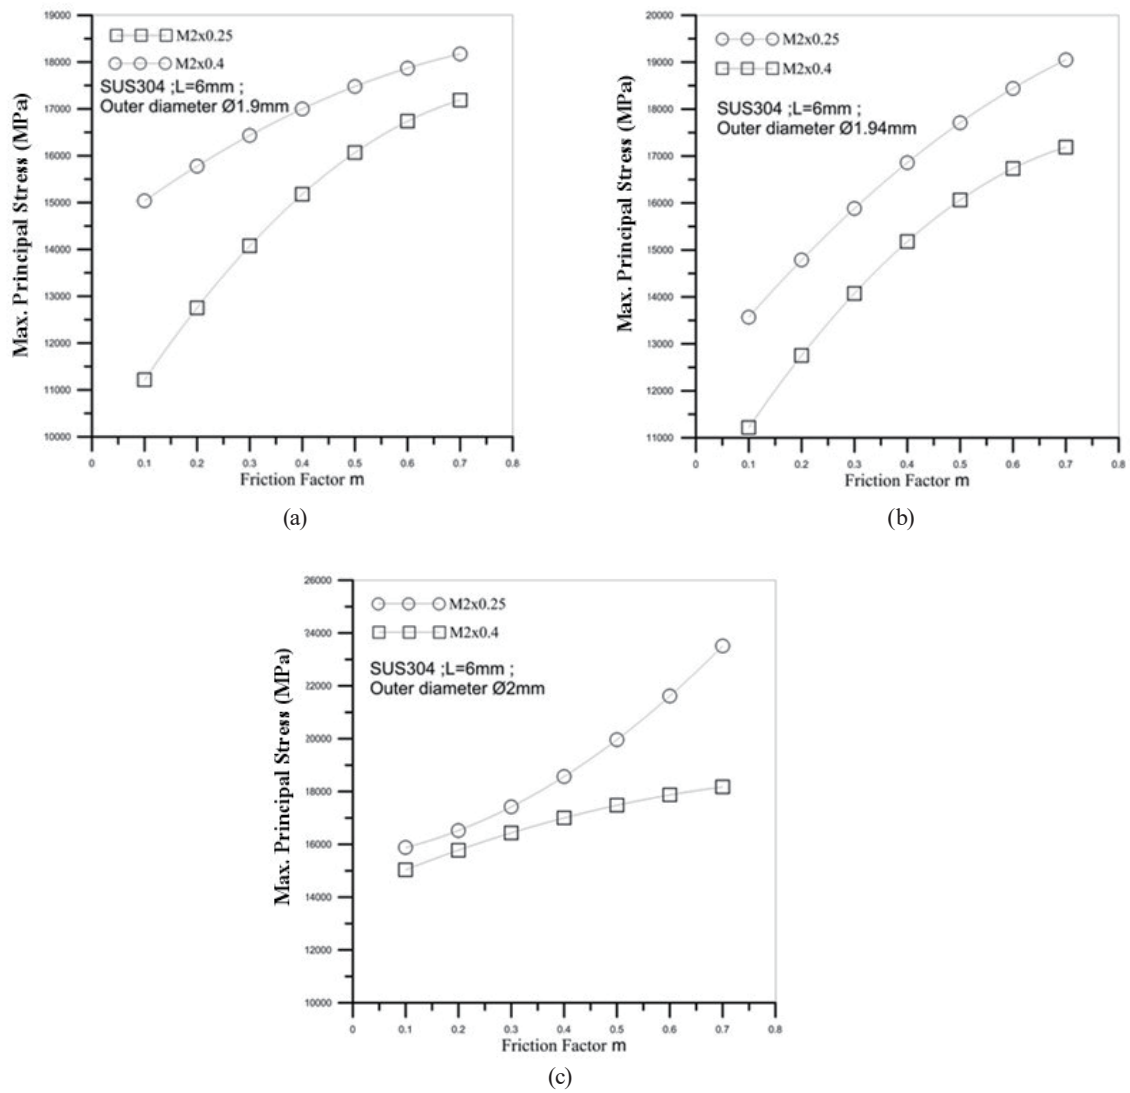 19000
18000
17000
16000
15000
14000
13000
12000
11000
10000
Max. Principal Stress (MPa)
M2x0.25
M2x0.4
SUS304 ;L=6mm ;
Outer diameter Ø1.9mm
0 0.1 0.2 0.3 0.4 0.5 0.6 0.7 0.8
Friction Factor m
(a)
20000
19000
18000
17000
16000
15000
14000
13000
12000
11000
Max. Principal Stress (MPa)
M2x0.25
M2x0.4
SUS304 ;L=6mm ;
Outer diameter Ø1.94mm
0 0.1 0.2 0.3 0.4 0.5 0.6 0.7 0.8
Friction Factor m
(b)
26000
24000
22000
20000
18000
16000
14000
12000
10000
Max. Principal Stress (MPa)
M2x0.25
M2x0.4
SUS304 ;L=6mm ;
Outer diameter Ø2mm
0 0.1 0.2 0.3 0.4 0.5 0.6 0.7 0.8
Friction Factor m
(c)